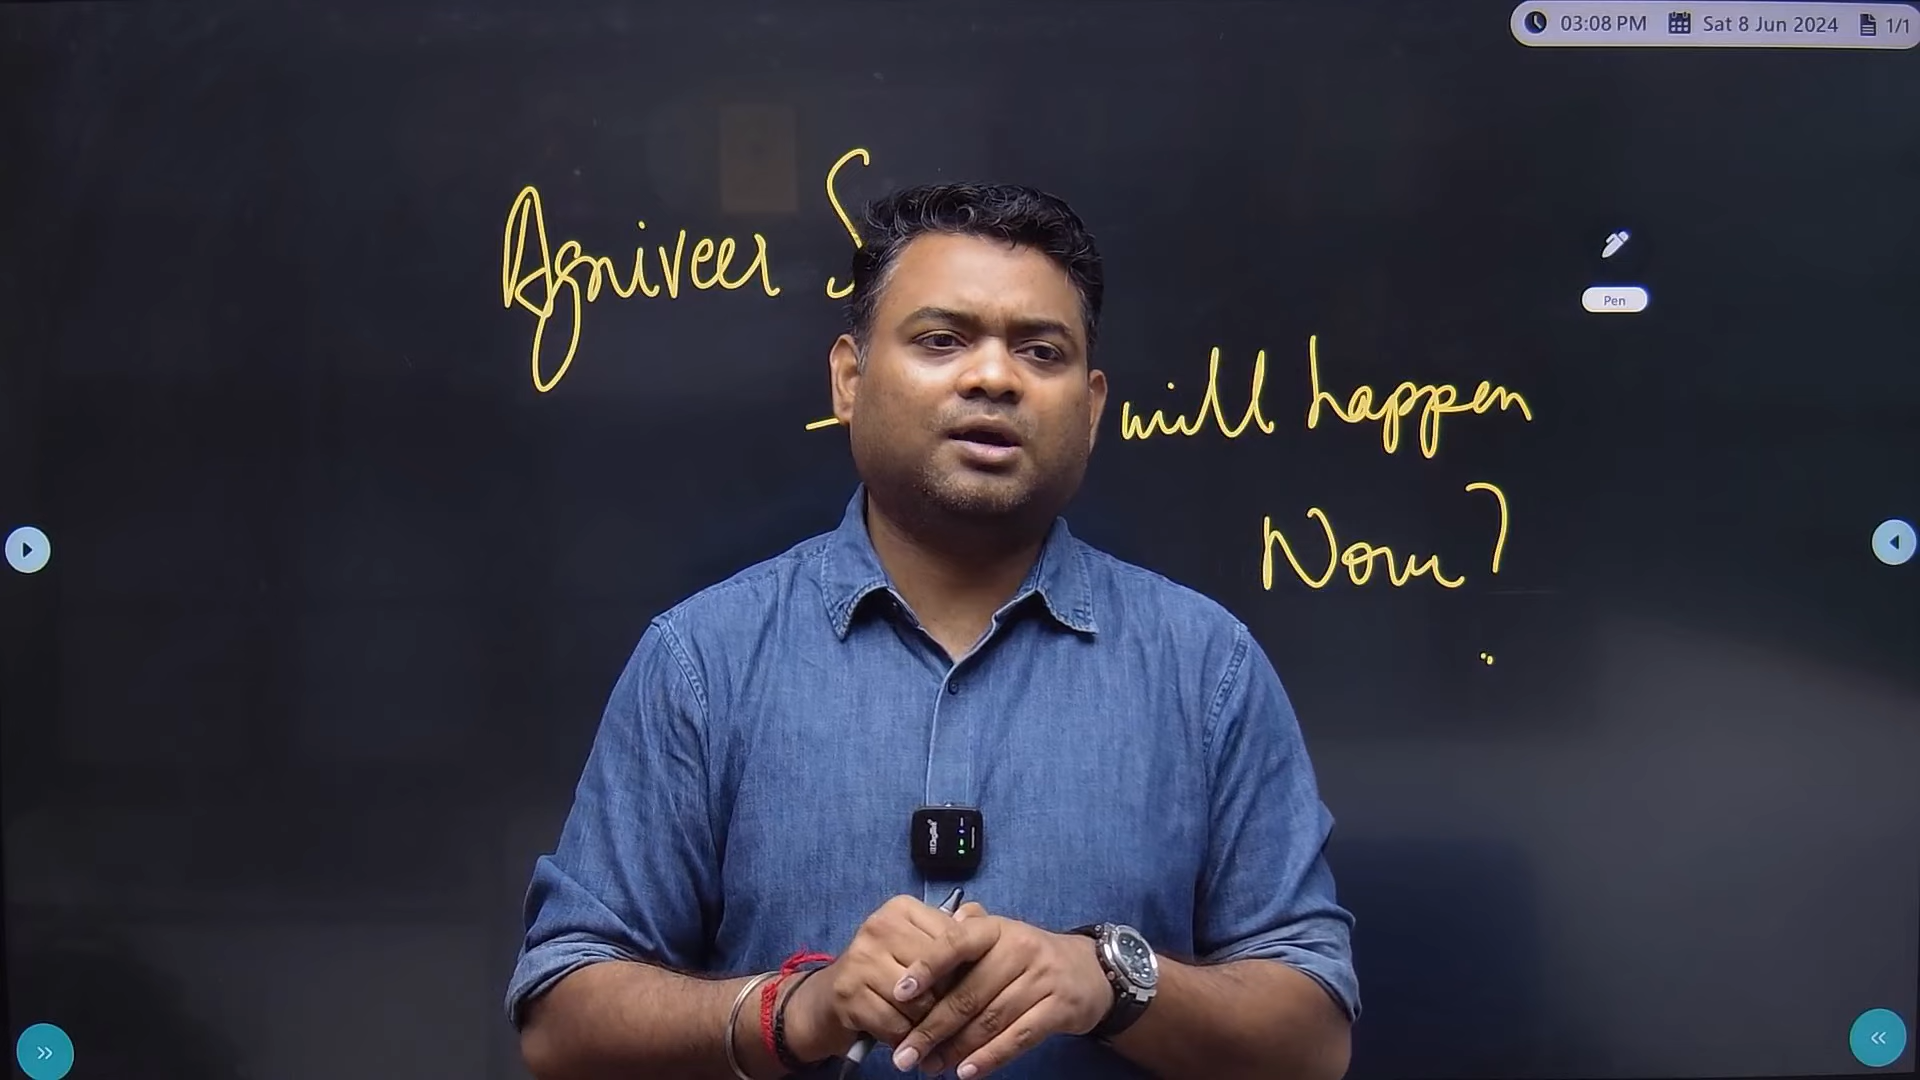 03:08 PM Sat 8 Jun 2024 1/1
Agniveer S
will happen
Pen
Now?